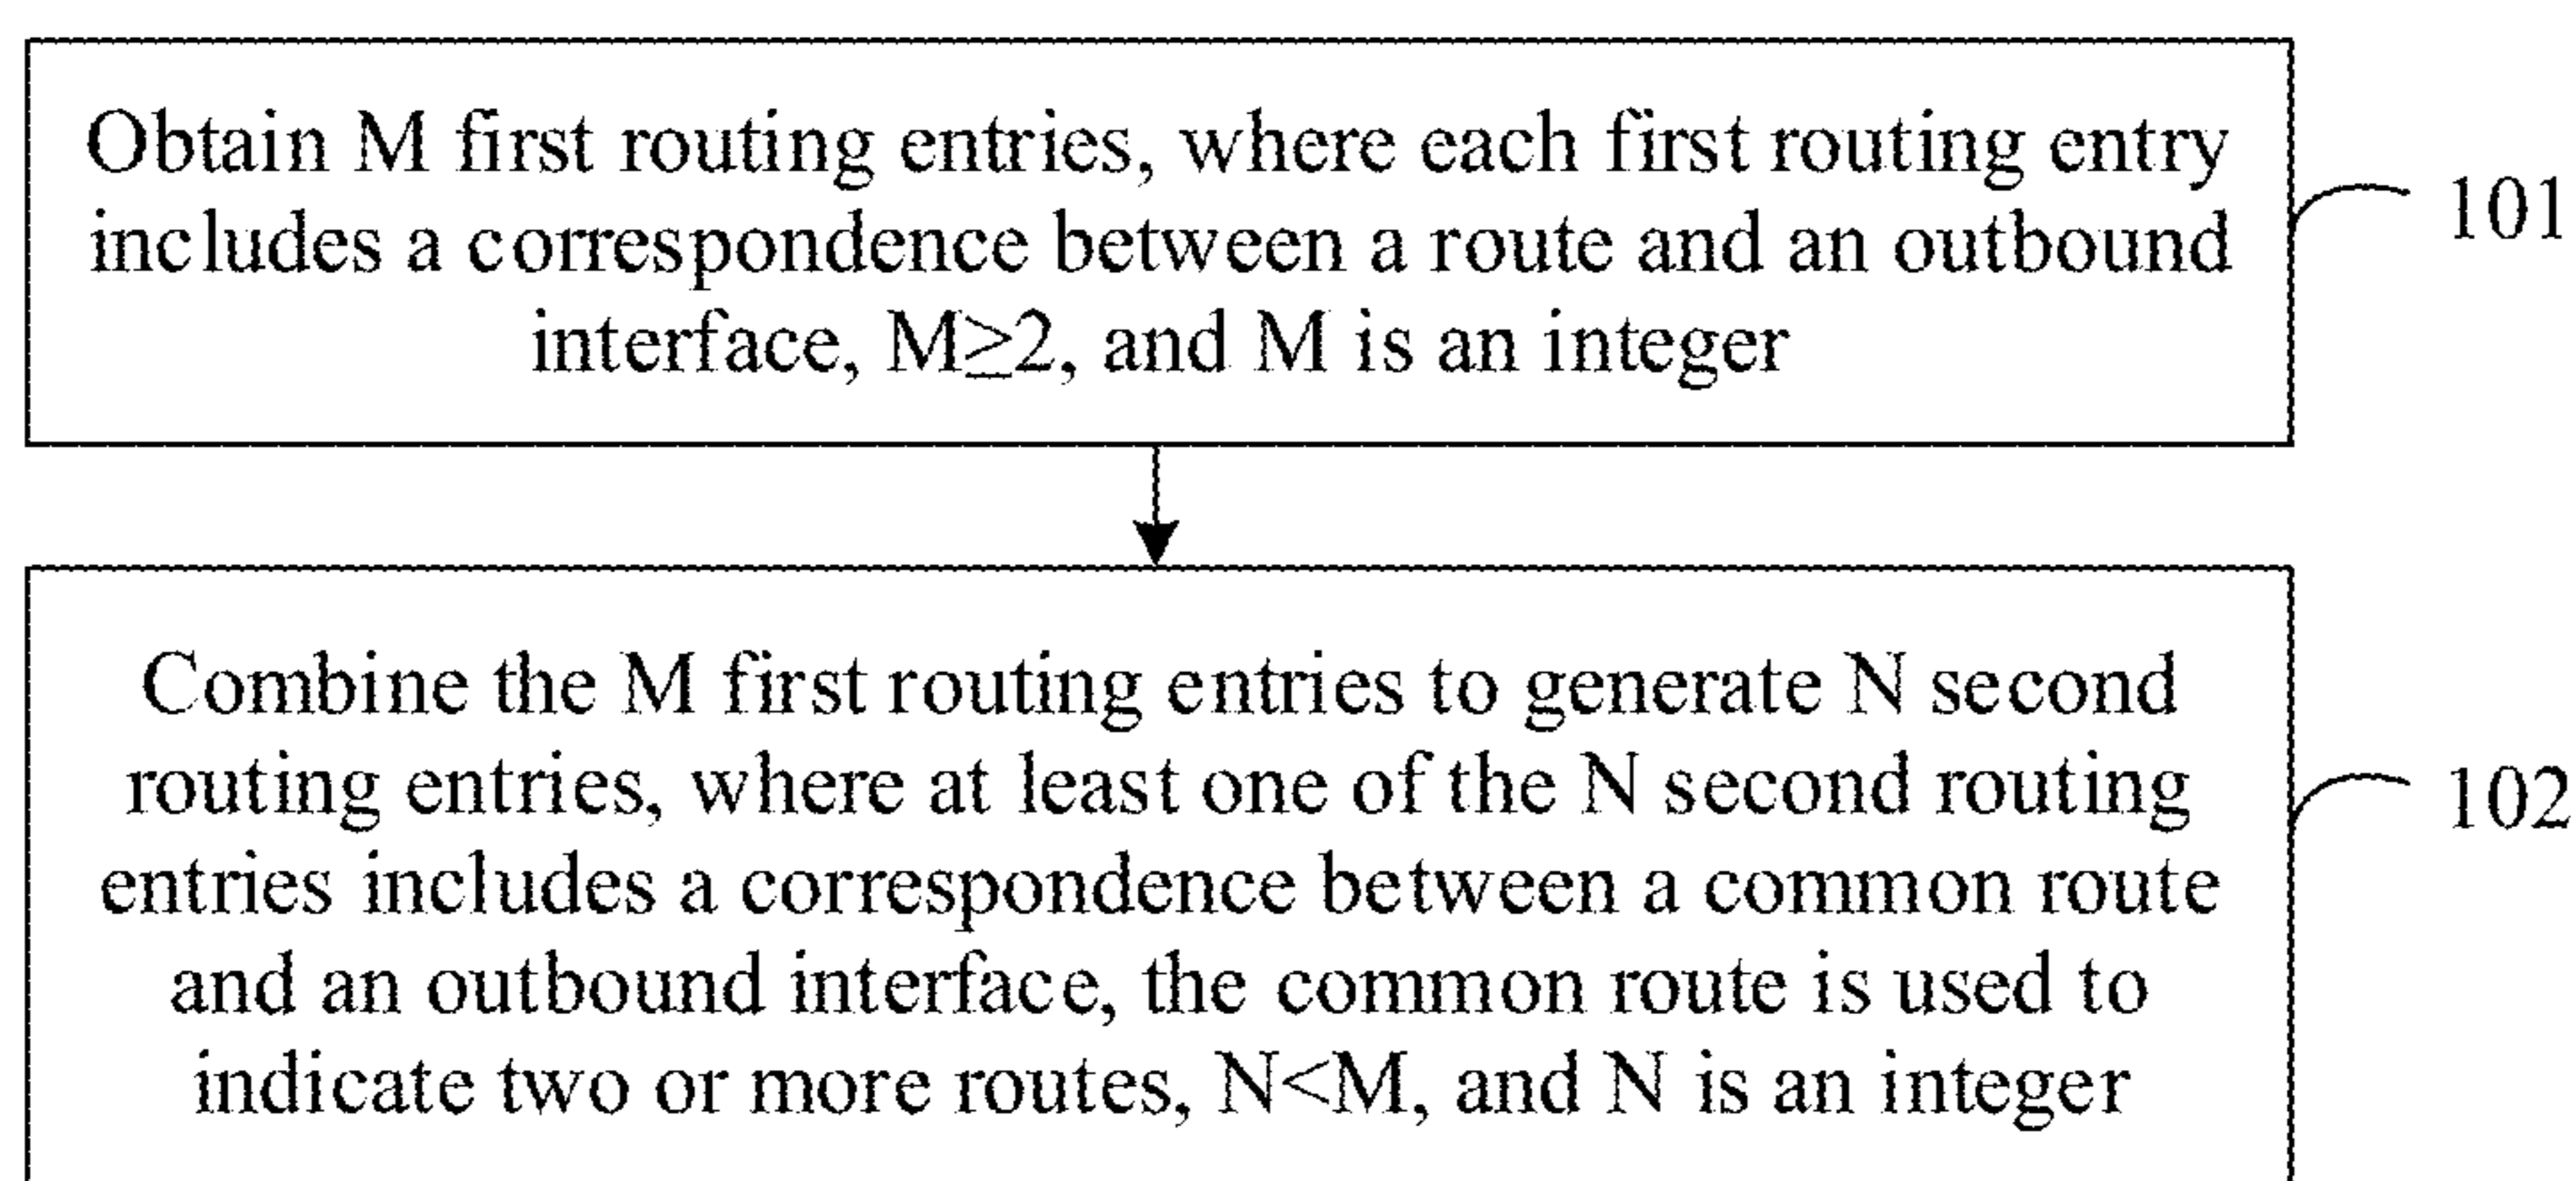 Obtain M first routing entries, where each first routing entry
includes a correspondence between a route and an outbound
interface, M≥2, and M is an integer
101
Combine the M first routing entries to generate N second
routing entries, where at least one of the N second routing
entries includes a correspondence between a common route
and an outbound interface, the common route is used to
indicate two or more routes, N<M, and N is an integer
102